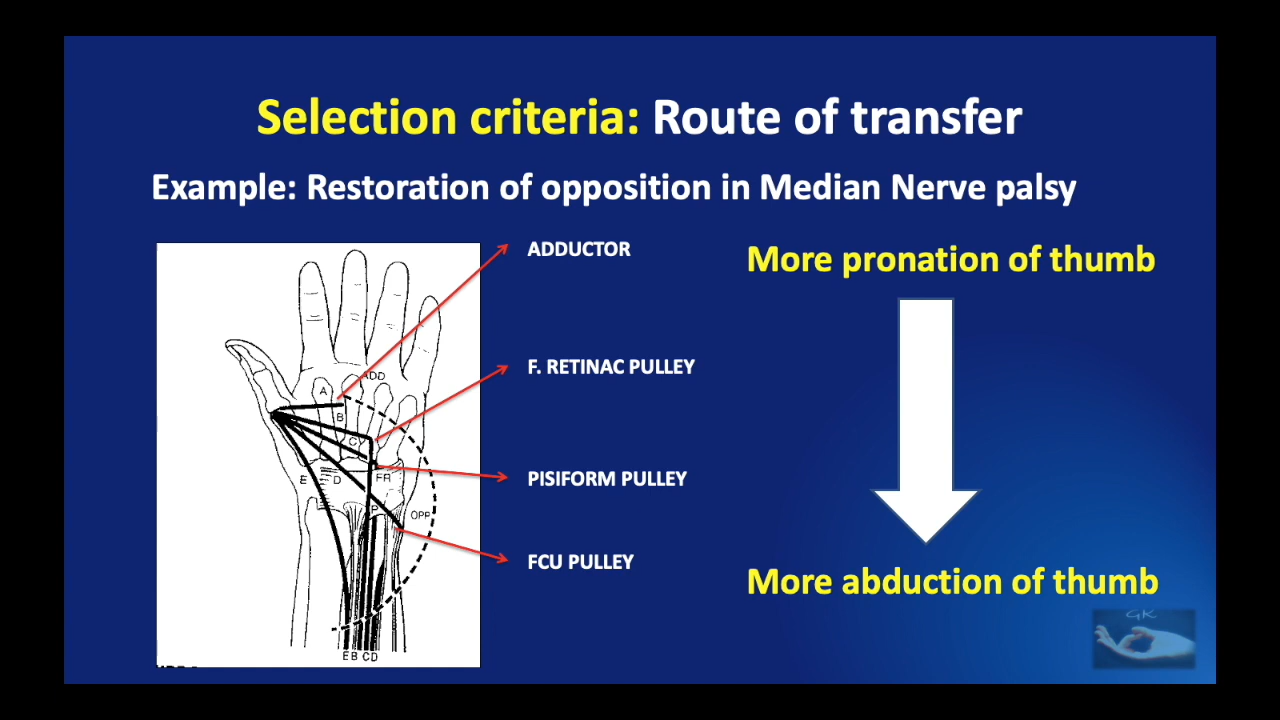 Selection criteria: Route of transfer
Example: Restoration of opposition in Median Nerve palsy
ADDUCTOR
More pronation of thumb
F. RETINAC PULLEY
ADD
A
B
C
PISIFORM PULLEY
E
D
FR
P
OPP
FCU PULLEY
More abduction of thumb
GK
EB CD